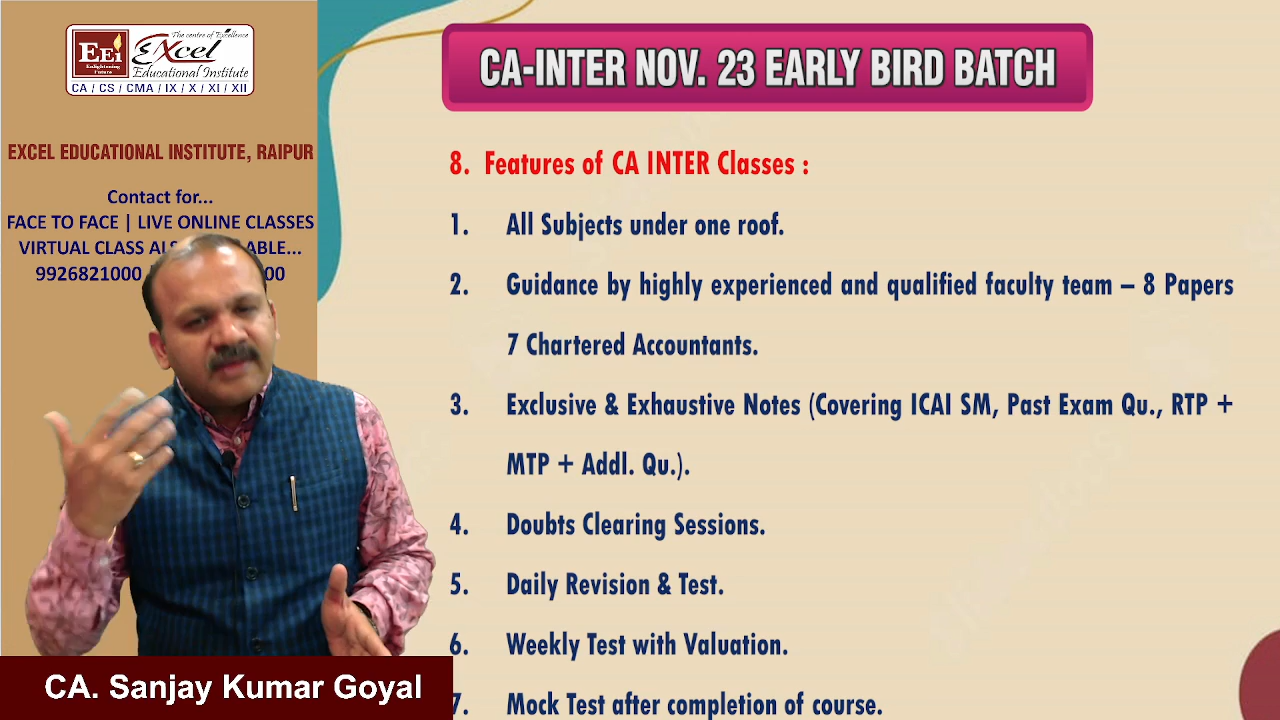 EEi
Enlightening
Future
The centre of Excellence
EXcel
Educational Institute
CA / CS / CMA / IX / X / XI / XII
EXCEL EDUCATIONAL INSTITUTE, RAIPUR
Contact for...
FACE TO FACE | LIVE ONLINE CLASSES
VIRTUAL CLASS
9926821000
CA-INTER NOV. 23 EARLY BIRD BATCH
8. Features of CA INTER Classes :
1. All Subjects under one roof.
2. Guidance by highly experienced and qualified faculty team – 8 Papers
7 Chartered Accountants.
3. Exclusive & Exhaustive Notes (Covering ICAI SM, Past Exam Qu., RTP +
MTP + Addl. Qu.).
4. Doubts Clearing Sessions.
5. Daily Revision & Test.
6. Weekly Test with Valuation.
7. Mock Test after completion of course.
CA. Sanjay Kumar Goyal